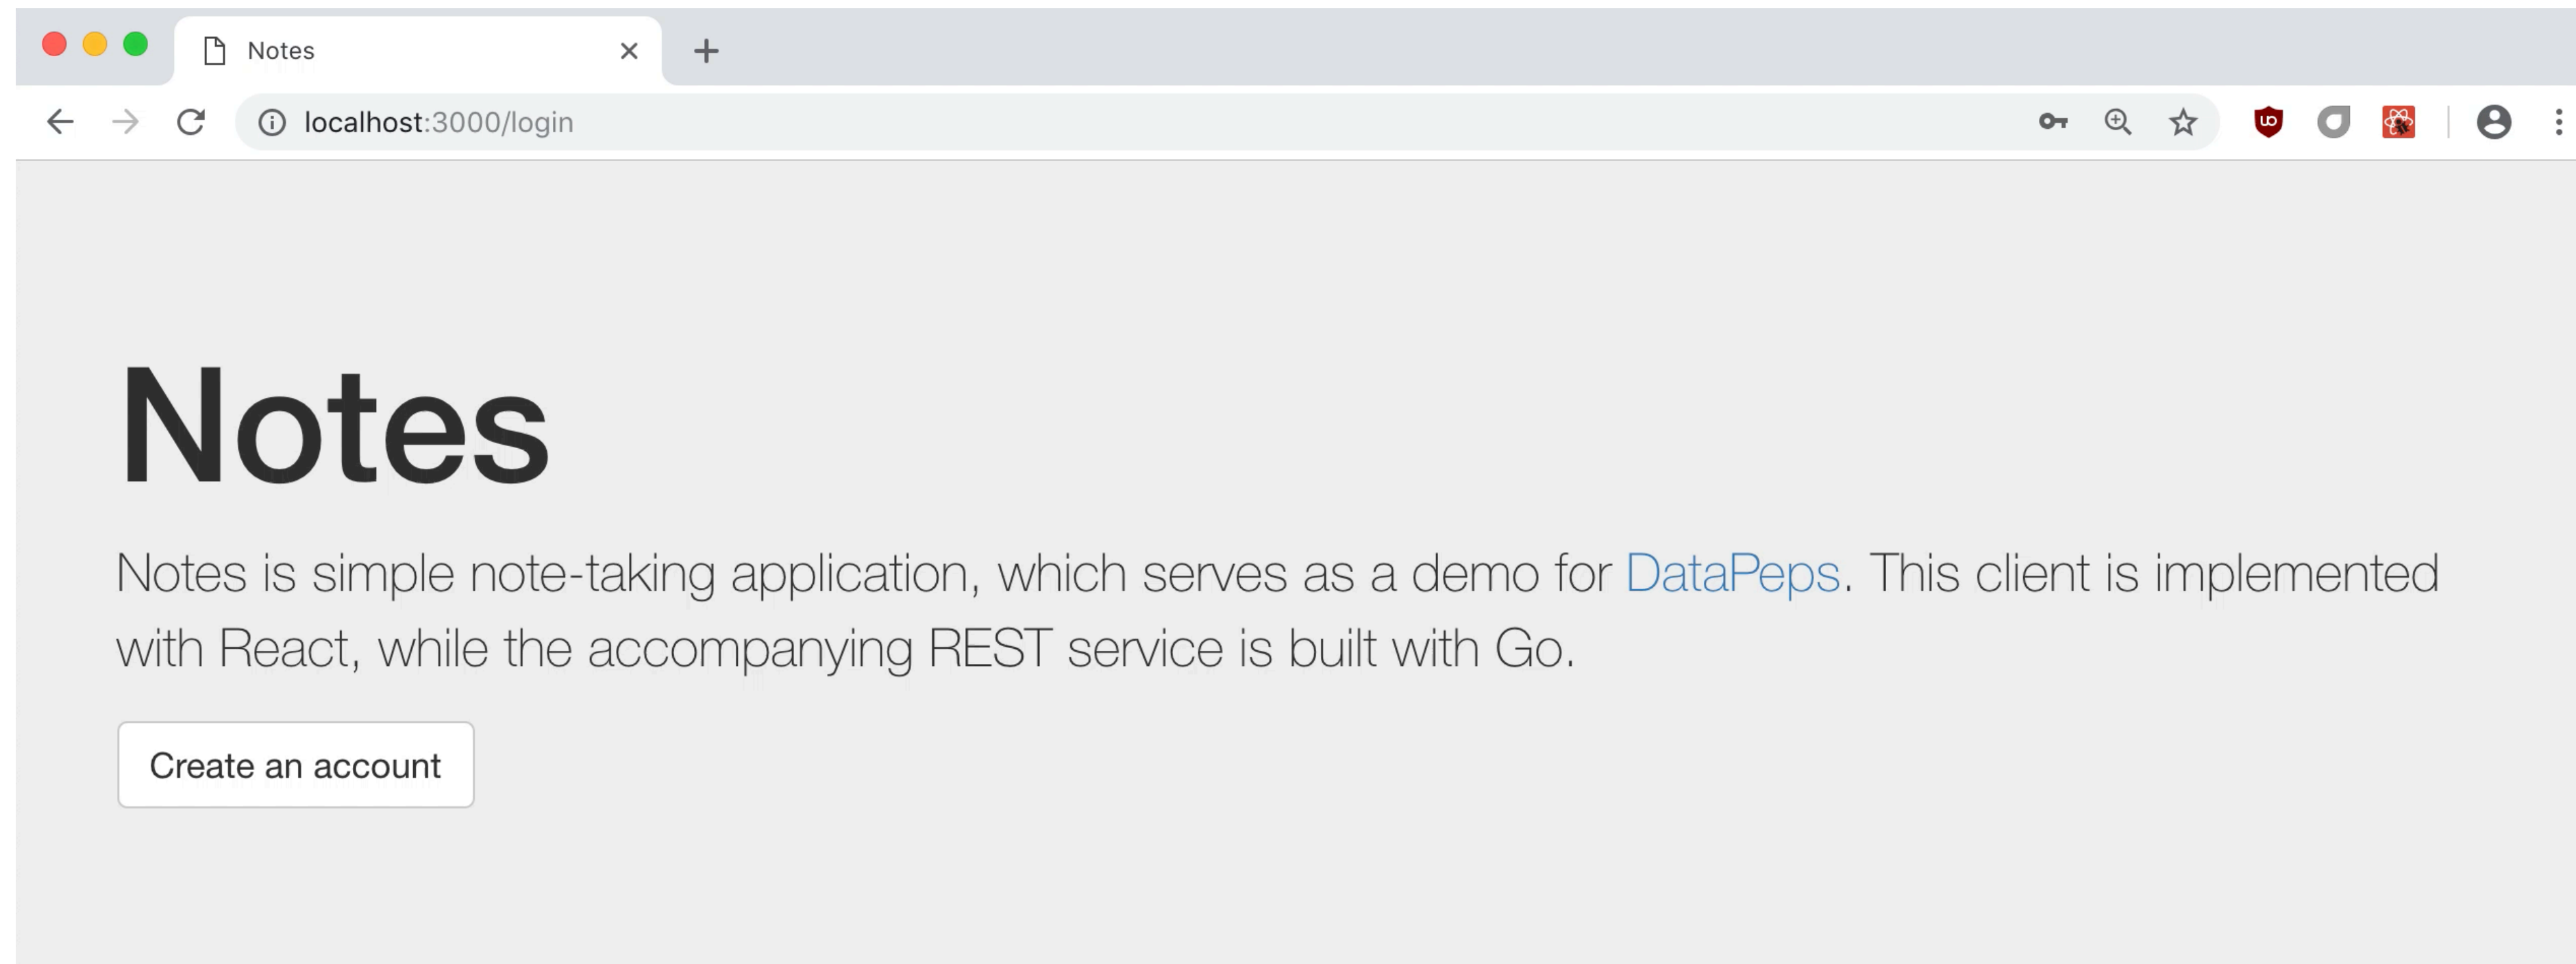 Notes
localhost:3000/login
Notes
Notes is simple note-taking application, which serves as a demo for DataPeps. This client is implemented
with React, while the accompanying REST service is built with Go.
Create an account